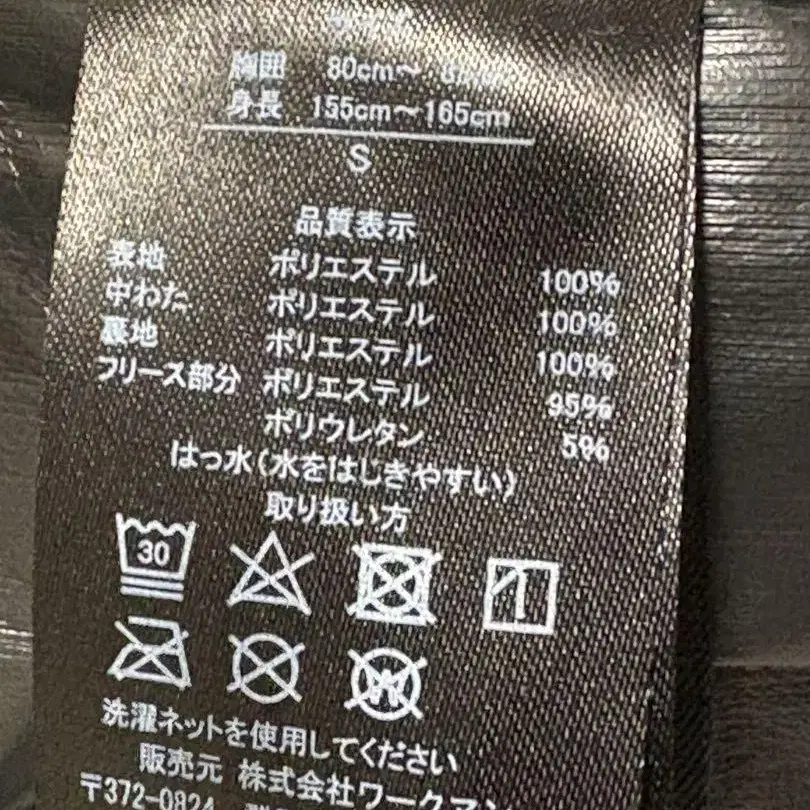 サイズ
胸囲 80cm～
身長 155cm～165cm
S
品質表示
表地 ポリエステル 100%
中わた ポリエステル 100%
裏地 ポリエステル 100%
フリース部分 ポリエステル 95%
ポリウレタン 5%
はっ水(水をはじきやすい)
取り扱い方
30
W
洗濯ネットを使用してください
販売元 株式会社ワークマン
〒372-0824